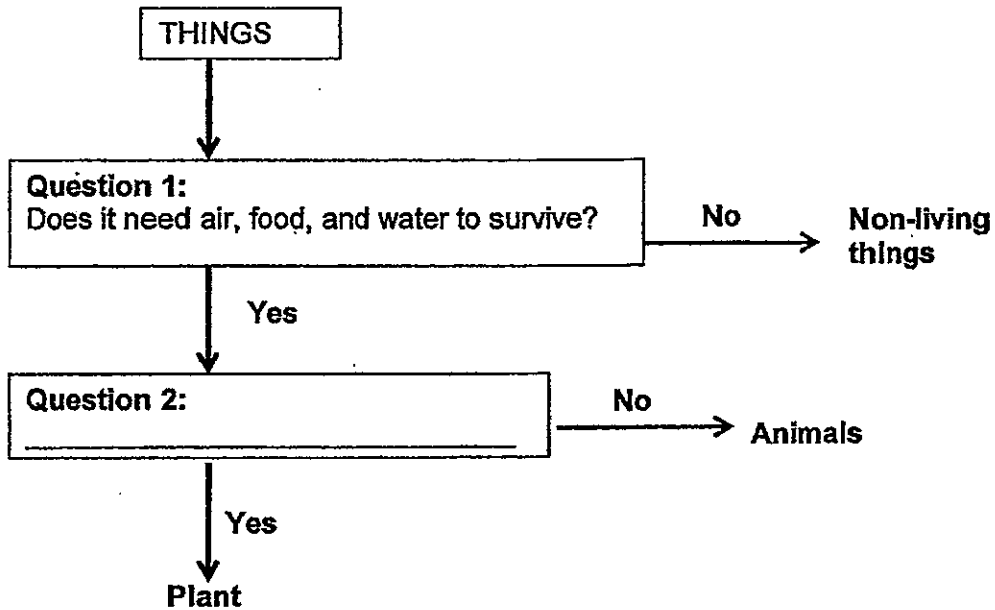 THINGS
Question 1:
Does it need air, food, and water to survive?
No
Non-living
things
Yes
Question 2:
No
Animals
Yes
Plant